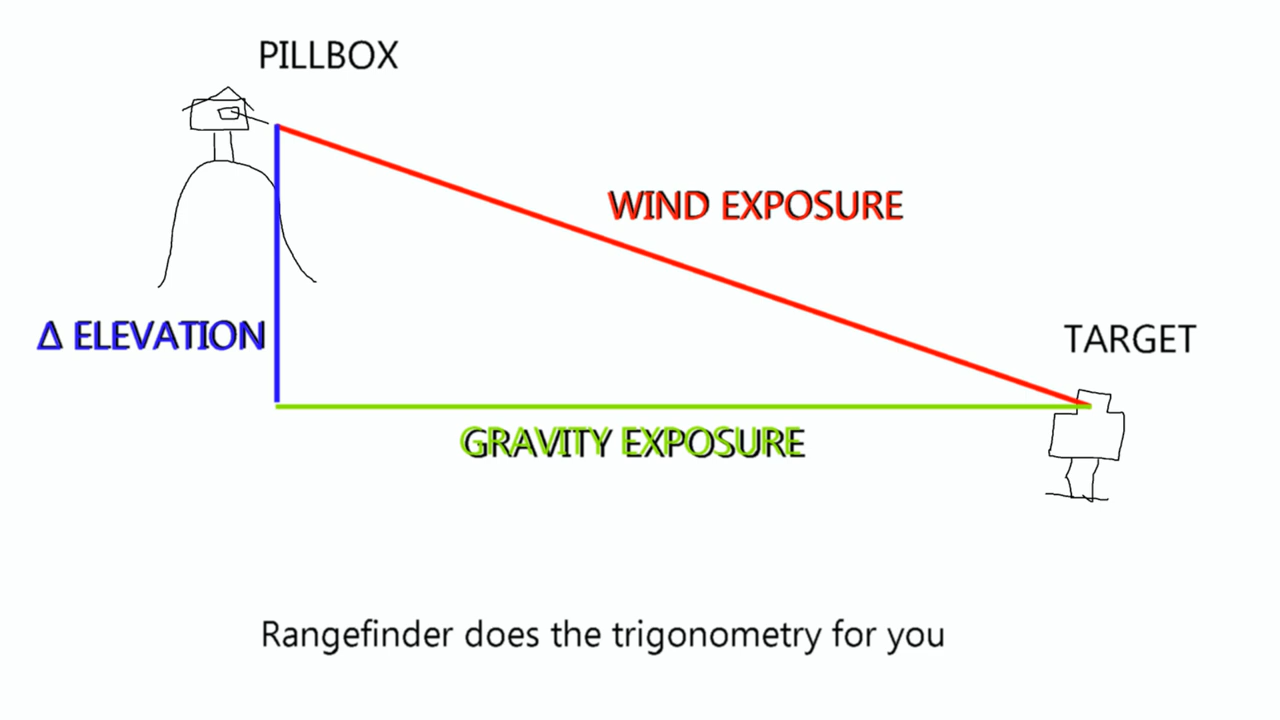 PILLBOX
WIND EXPOSURE
Δ ELEVATION
TARGET
GRAVITY EXPOSURE
Rangefinder does the trigonometry for you